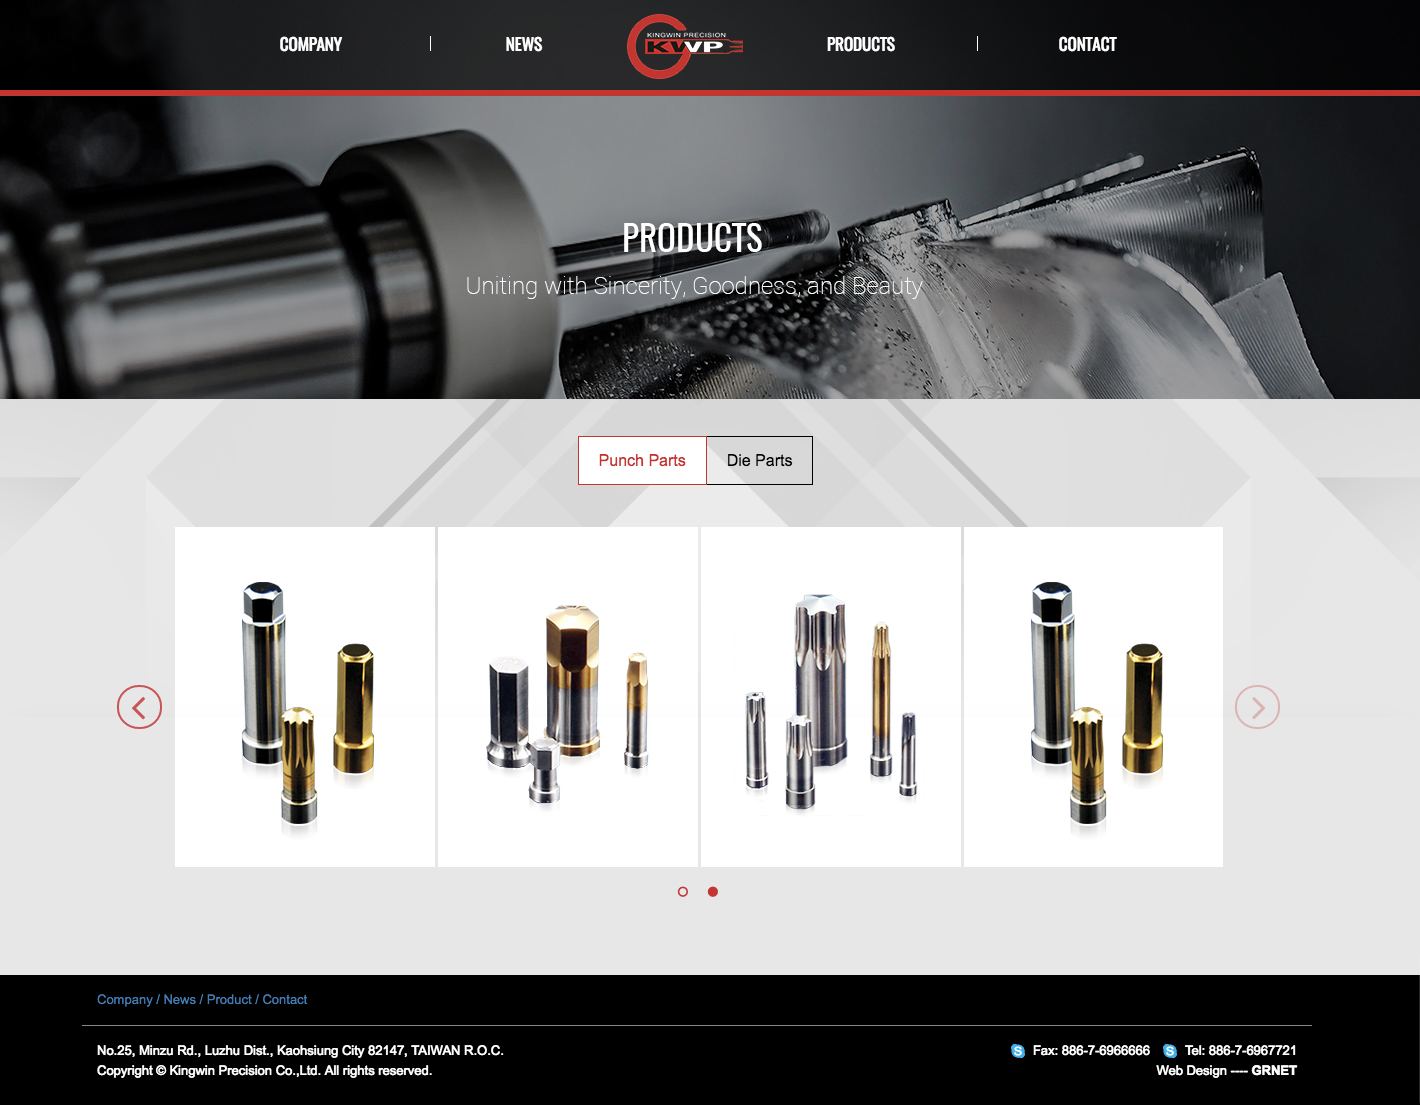 COMPANY
NEWS
KINGWIN PRECISION
KWP
PRODUCTS
CONTACT
PRODUCTS
Uniting with Sincerity, Goodness, and Beauty
Punch Parts
Die Parts
Company / News / Product / Contact
No.25, Minzu Rd., Luzhu Dist., Kaohsiung City 82147, TAIWAN R.O.C.
Fax: 886-7-6966666
Tel: 886-7-6967721
Copyright © Kingwin Precision Co.,Ltd. All rights reserved.
Web Design ---- GRNET